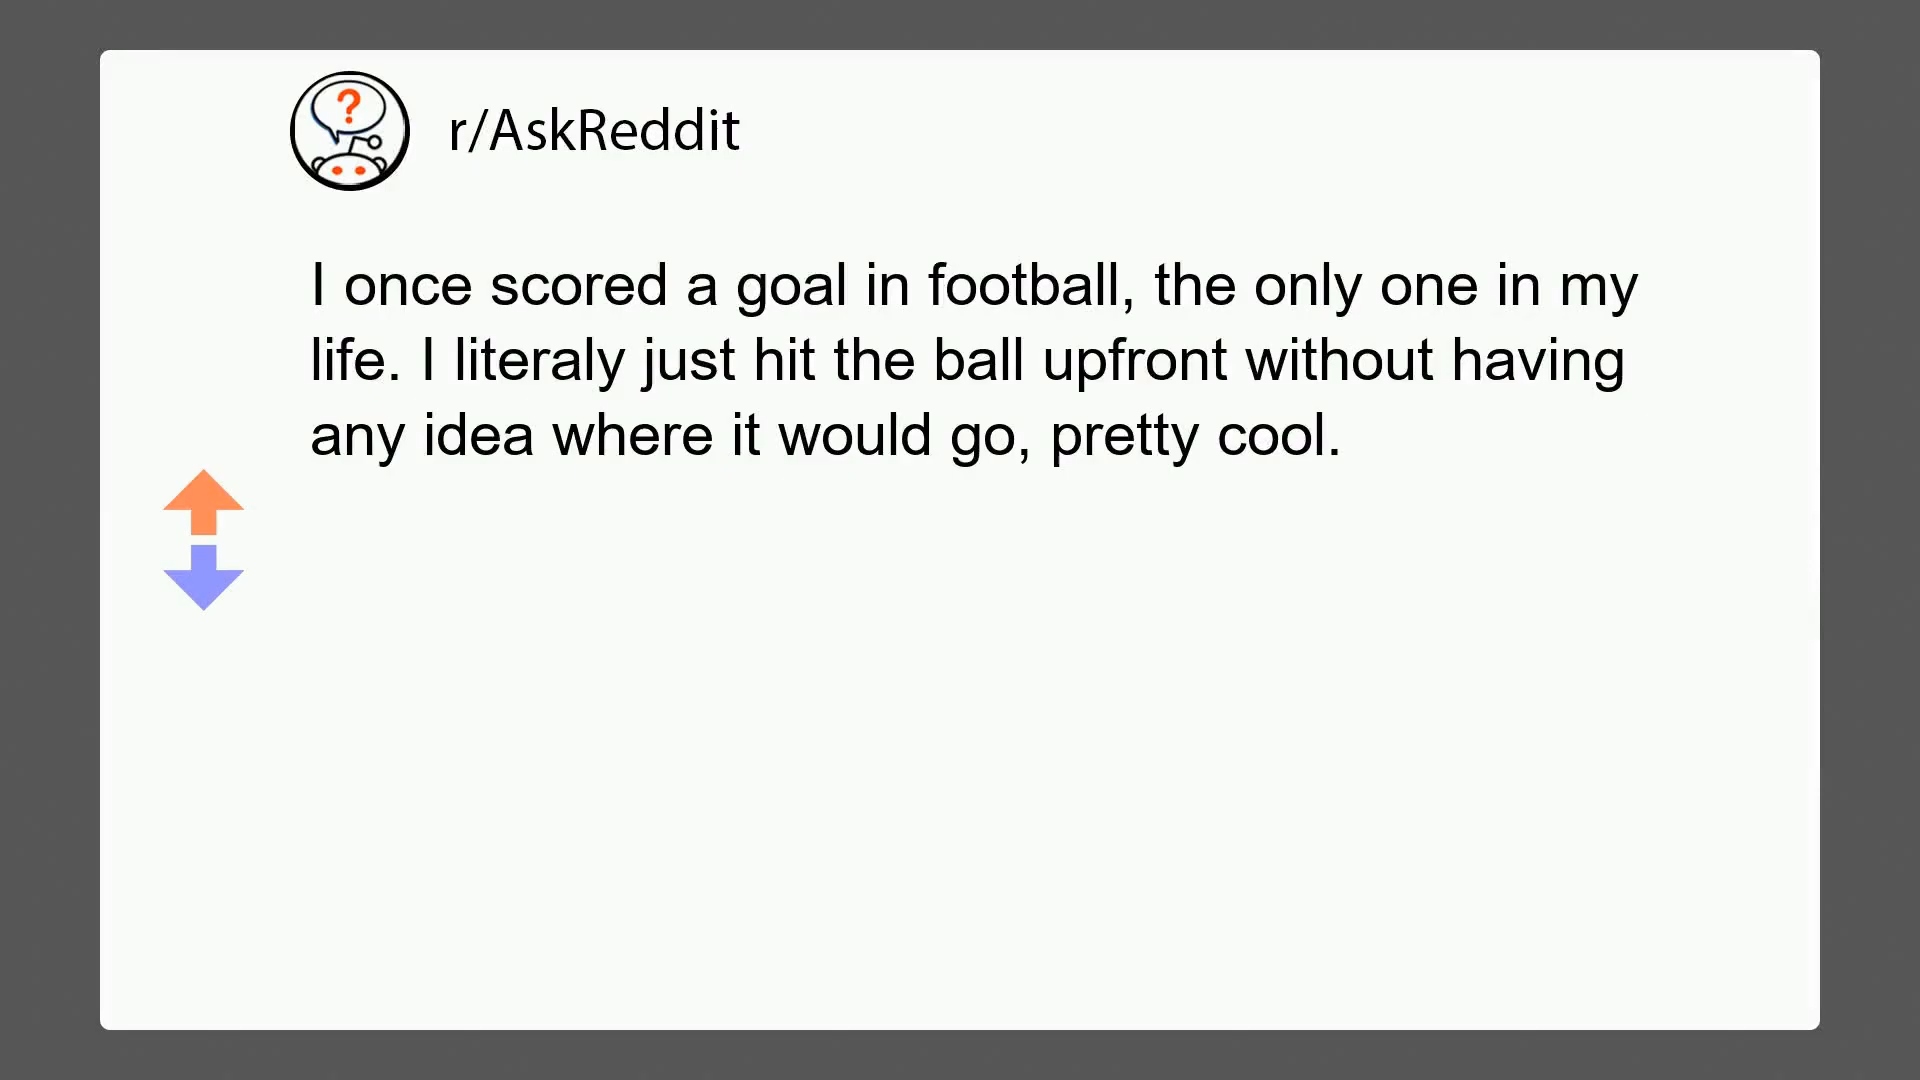 ?
r/AskReddit
I once scored a goal in football, the only one in my
life. I literaly just hit the ball upfront without having
any idea where it would go, pretty cool.